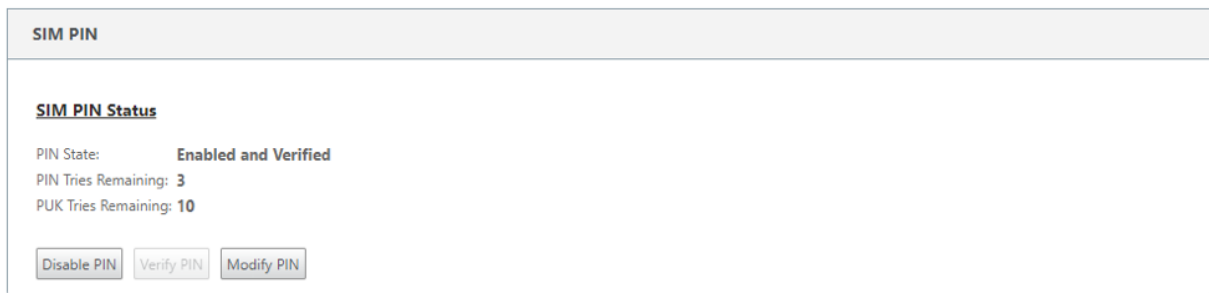 SIM PIN
SIM PIN Status
PIN State: Enabled and Verified
PIN Tries Remaining: 3
PUK Tries Remaining: 10
Disable PIN Verify PIN Modify PIN